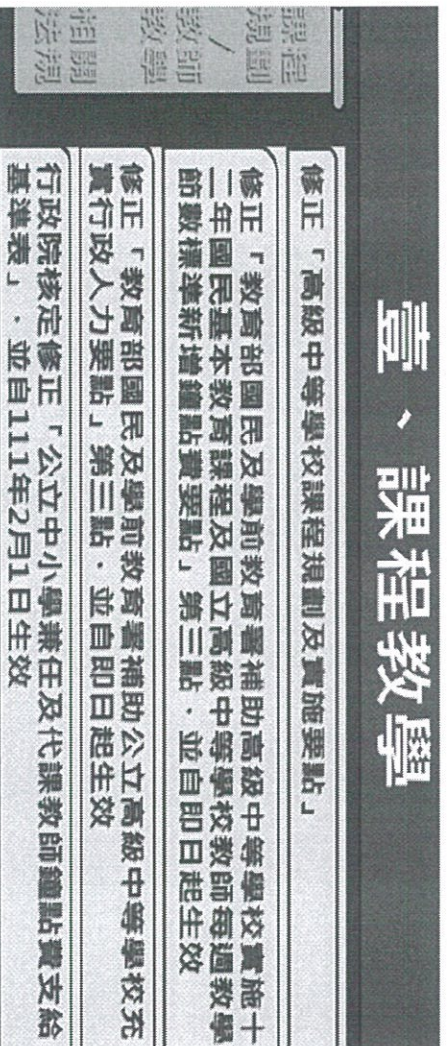 壹、課程教學
課程
規劃
/
教師
教學
相關
法規
修正「高級中等學校課程規劃及實施要點」
修正「教育部國民及學前教育署補助高級中等學校實施十
二年國民基本教育課程及國立高級中等學校教師每週教學
節數標準新增鐘點費要點」第三點，並自即日起生效
修正「教育部國民及學前教育署補助公立高級中等學校充
實行政人力要點」第三點，並自即日起生效
行政院核定修正「公立中小學兼任及代課教師鐘點費支給
基準表」，並自111年2月1日生效